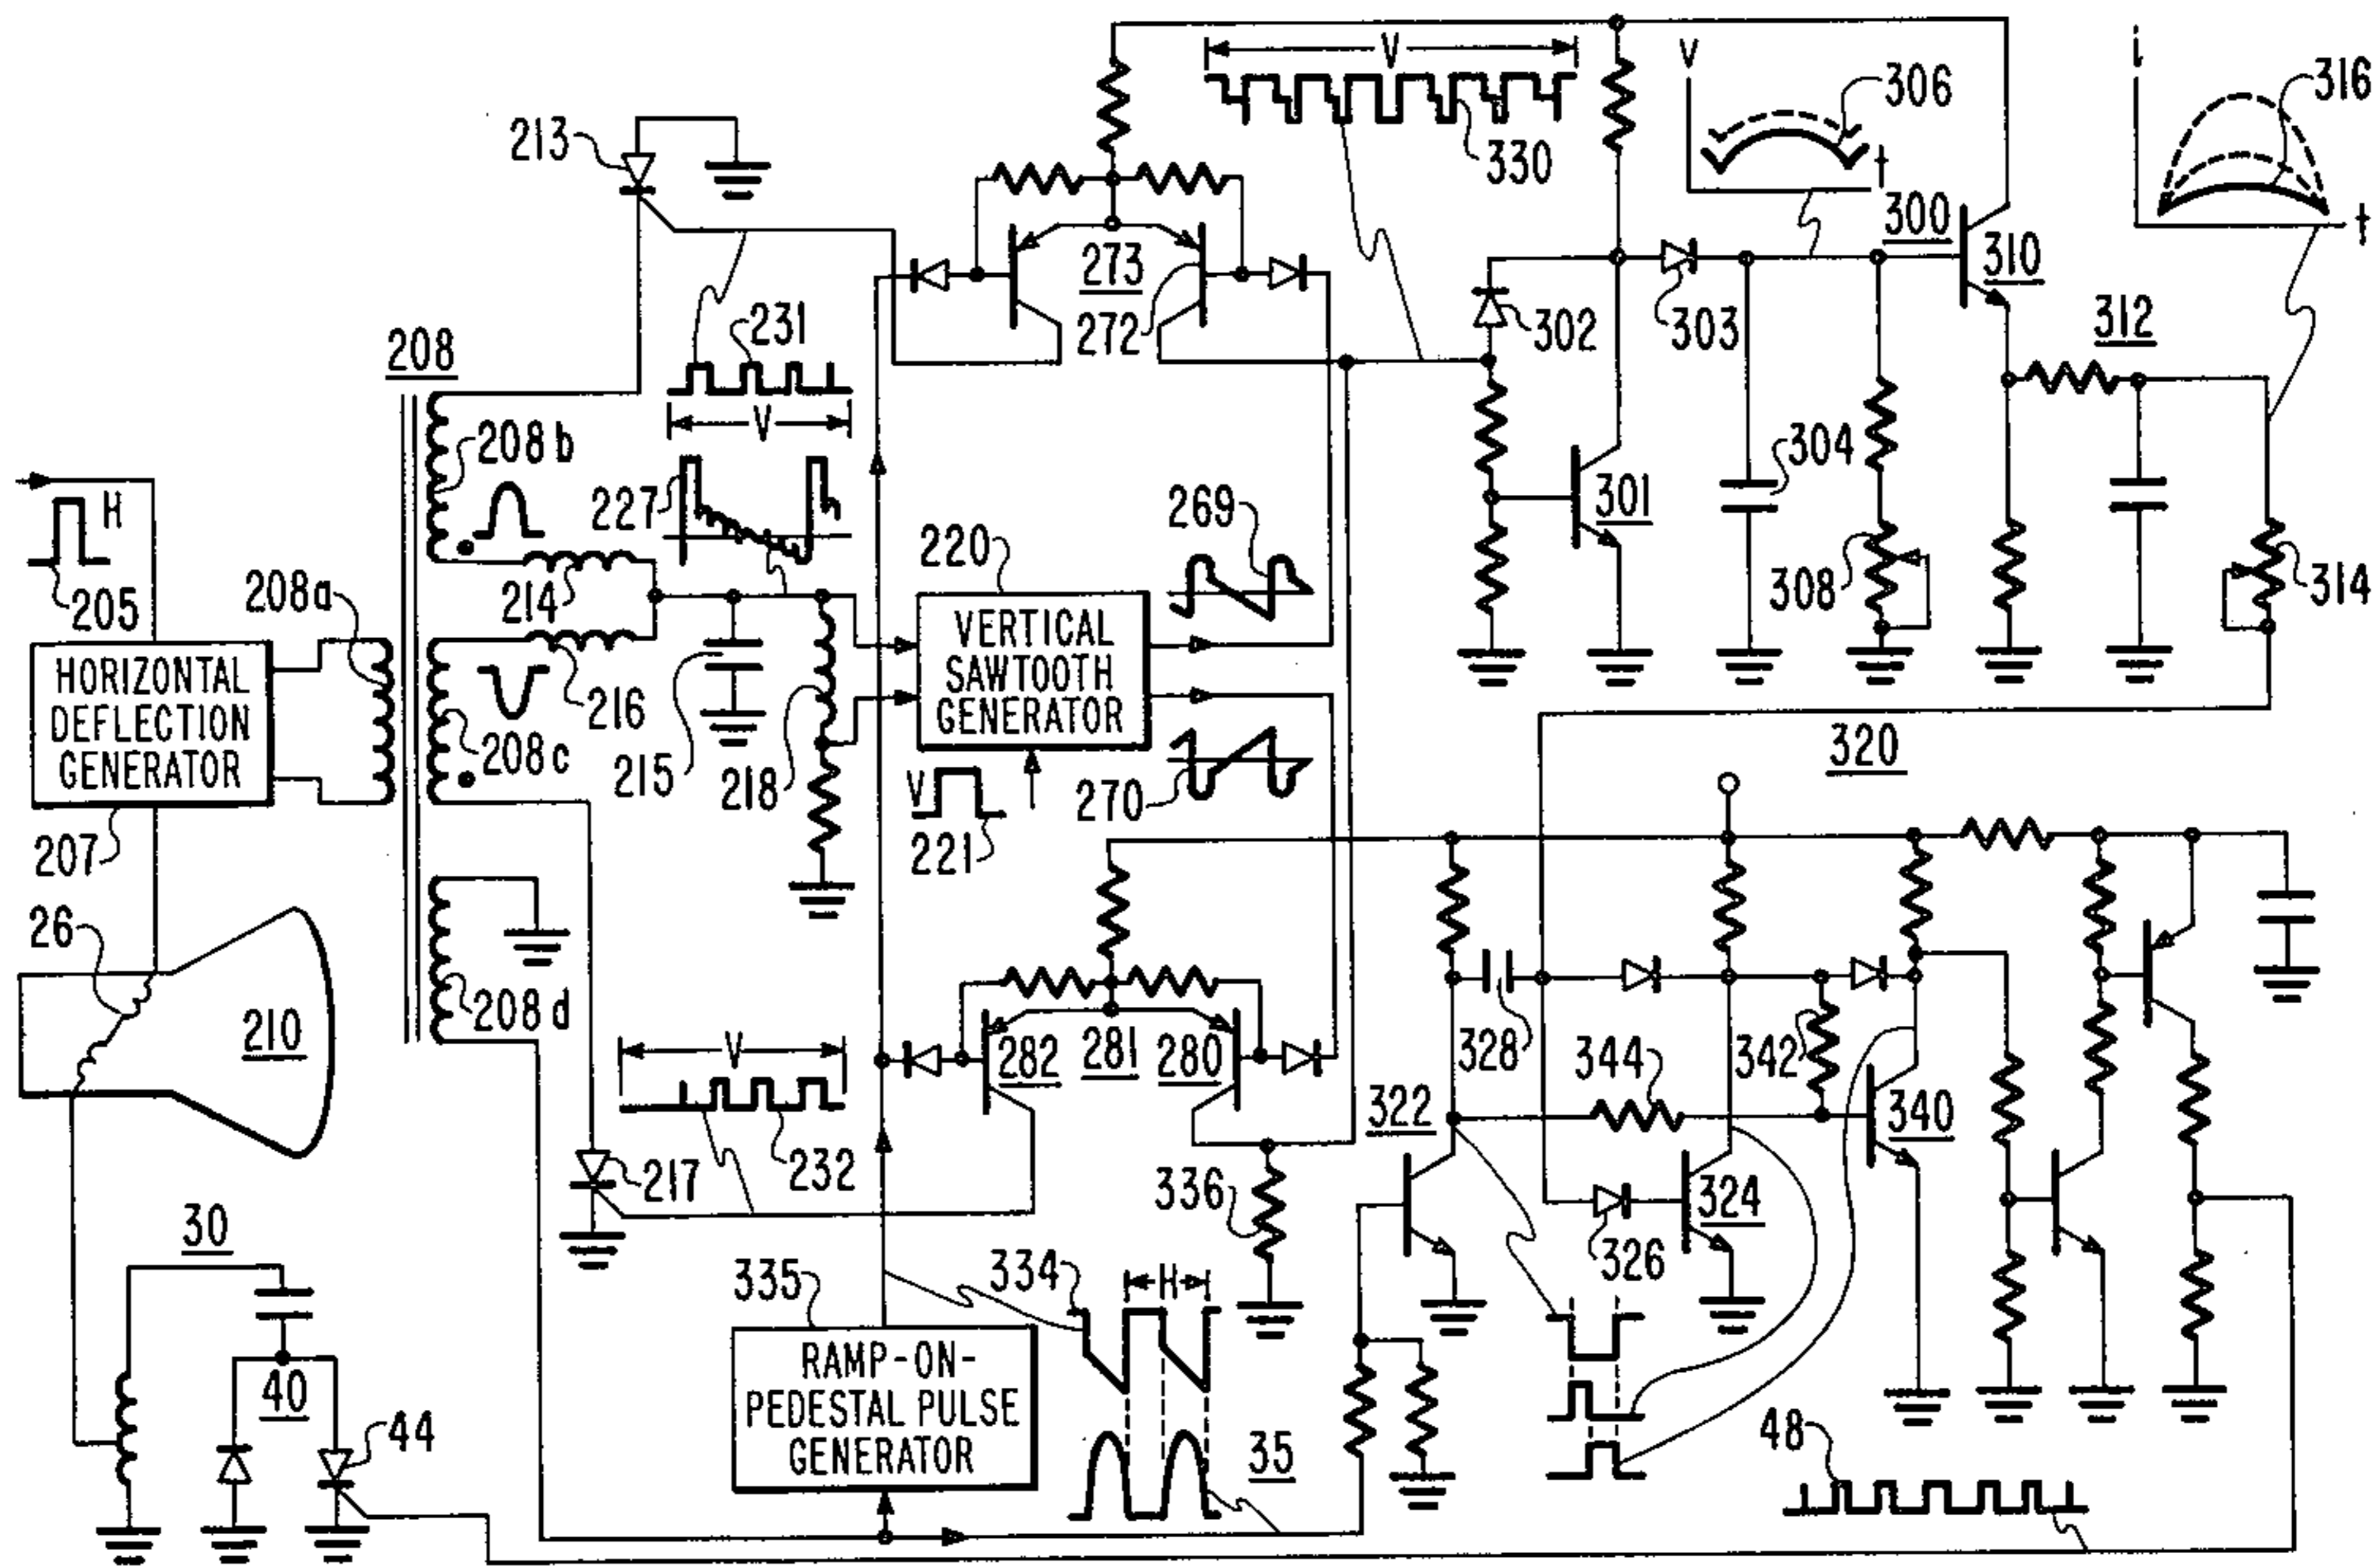 V
330
V
t
306
300
i
t
316
213
273
272
302
303
310
312
208
231
V
208b
227
301
304
308
314
H
205
208a
214
220
269
VERTICAL
SAWTOOTH
GENERATOR
HORIZONTAL
DEFLECTION
GENERATOR
207
208c
216
215
218
V
221
270
320
26
210
208d
V
232
217
282
281
280
328
322
344
342
340
324
326
336
30
40
44
335
RAMP-ON-
PEDESTAL PULSE
GENERATOR
334
H
35
48